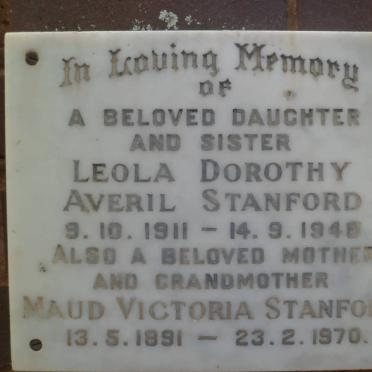 In Loving Memory
OF
A BELOVED DAUGHTER
AND SISTER
LEOLA DOROTHY
AVERIL STANFORD
9.10.1911 – 14.9.1948
ALSO A BELOVED MOTHER
AND GRANDMOTHER
MAUD VICTORIA STANFO
13.5.1891 – 23.2.1970.